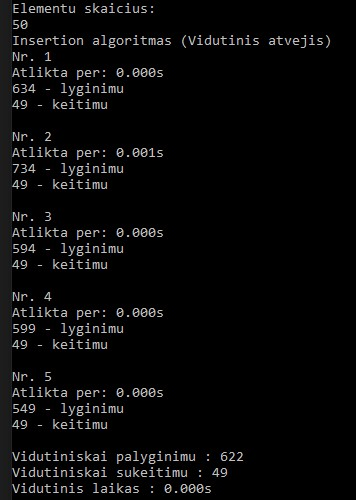 Elementu skaicius:
50
Insertion algoritmas (Vidutinis atvejis)
Nr. 1
Atlikta per: 0.000s
634 - lyginimu
49 - keitimu
Nr. 2
Atlikta per: 0.001s
734 - lyginimu
49 - keitimu
Nr. 3
Atlikta per: 0.000s
594 - lyginimu
49 - keitimu
Nr. 4
Atlikta per: 0.000s
599 - lyginimu
49 - keitimu
Nr. 5
Atlikta per: 0.000s
549 - lyginimu
49 - keitimu
Vidutiniskai palyginimu : 622
Vidutiniskai sukeitimu : 49
Vidutinis laikas : 0.000s